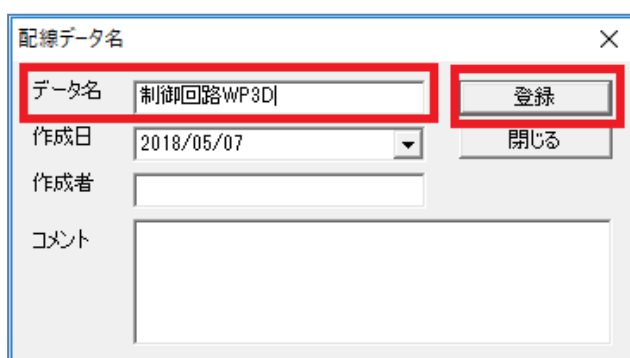 配線データ名
データ名 制御回路WP3D 登録
作成日 2018/05/07 閉じる
作成者
コメント